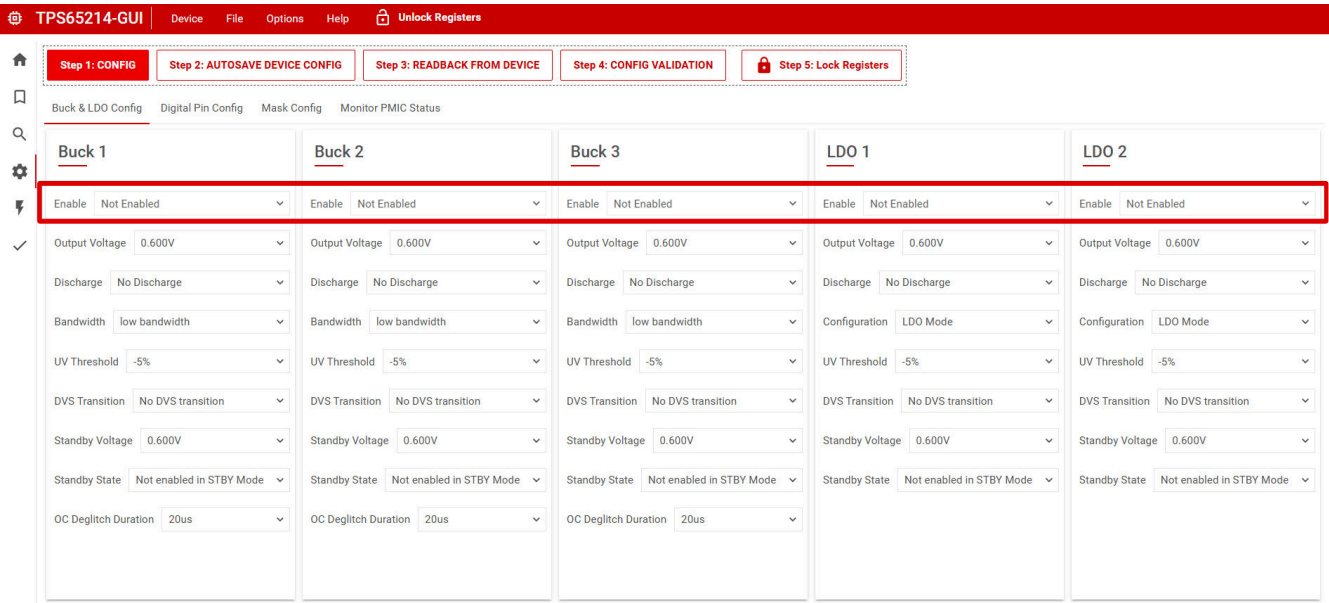 TPS65214-GUI Device File Options Help Unlock Registers
Step 1: CONFIG Step 2: AUTOSAVE DEVICE CONFIG Step 3: READBACK FROM DEVICE Step 4: CONFIG VALIDATION Step 5: Lock Registers
Buck & LDO Config Digital Pin Config Mask Config Monitor PMIC Status
Buck 1 Buck 2 Buck 3 LDO 1 LDO 2
Enable Not Enabled Enable Not Enabled Enable Not Enabled Enable Not Enabled Enable Not Enabled
Output Voltage 0.600V Output Voltage 0.600V Output Voltage 0.600V Output Voltage 0.600V Output Voltage 0.600V
Discharge No Discharge Discharge No Discharge Discharge No Discharge Discharge No Discharge Discharge No Discharge
Bandwidth low bandwidth Bandwidth low bandwidth Bandwidth low bandwidth Configuration LDO Mode Configuration LDO Mode
UV Threshold -5% UV Threshold -5% UV Threshold -5% UV Threshold -5% UV Threshold -5%
DVS Transition No DVS transition DVS Transition No DVS transition DVS Transition No DVS transition DVS Transition No DVS transition DVS Transition No DVS transition
Standby Voltage 0.600V Standby Voltage 0.600V Standby Voltage 0.600V Standby Voltage 0.600V Standby Voltage 0.600V
Standby State Not enabled in STBY Mode Standby State Not enabled in STBY Mode Standby State Not enabled in STBY Mode Standby State Not enabled in STBY Mode Standby State Not enabled in STBY Mode
OC Deglitch Duration 20us OC Deglitch Duration 20us OC Deglitch Duration 20us